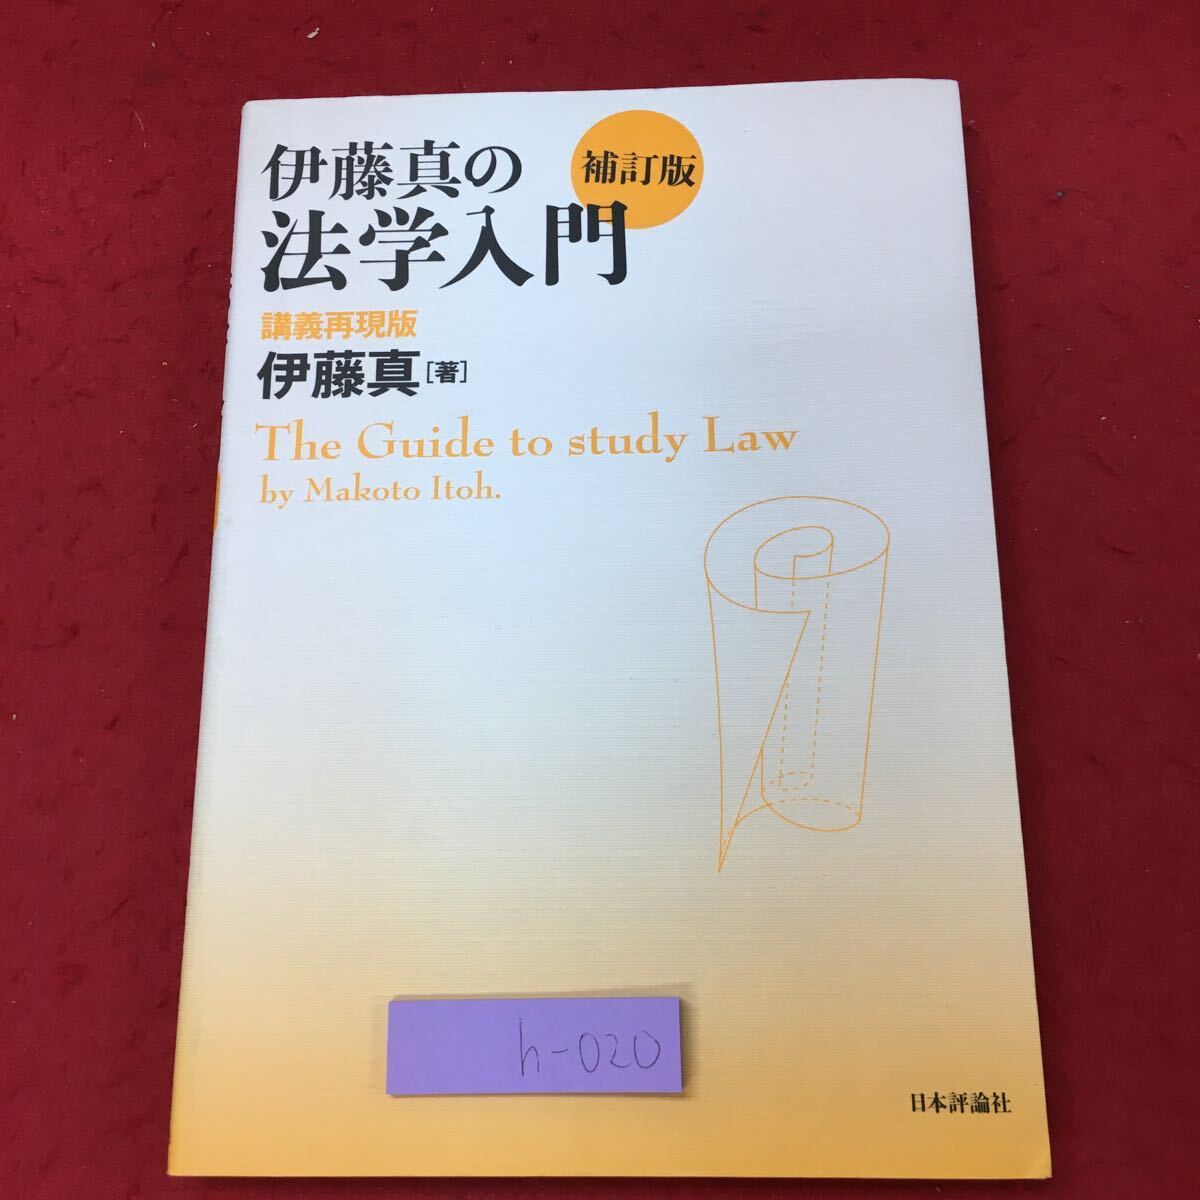 伊藤真の
補訂版
法学入門
講義再現版
伊藤真[著]
The Guide to study Law
by Makoto Itoh.
h-020
日本評論社